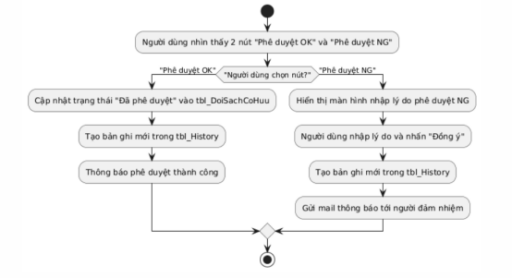 Người dùng nhìn thấy 2 nút "Phê duyệt OK" và "Phê duyệt NG"
"Phê duyệt OK"
"Người dùng chọn nút?"
"Phê duyệt NG"
Cập nhật trạng thái "Đã phê duyệt" vào tbl_DoiSachCoHuu
Tạo bản ghi mới trong tbl_History
Thông báo phê duyệt thành công
Hiển thị màn hình nhập lý do phê duyệt NG
Người dùng nhập lý do và nhấn "Đồng ý"
Tạo bản ghi mới trong tbl_History
Gửi mail thông báo tới người đảm nhiệm